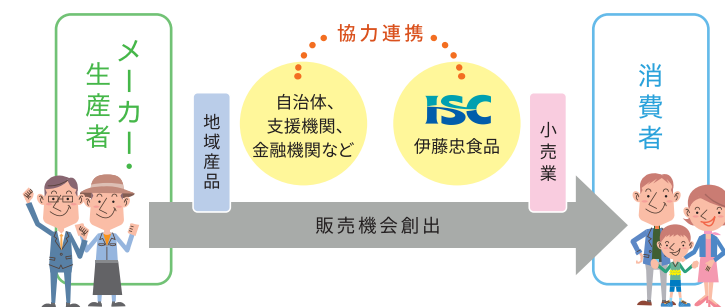 メーカー・
生産者
協力連携
地域産品
自治体、
支援機関、
金融機関など
ISC
伊藤忠食品
小売業
消費者
販売機会創出